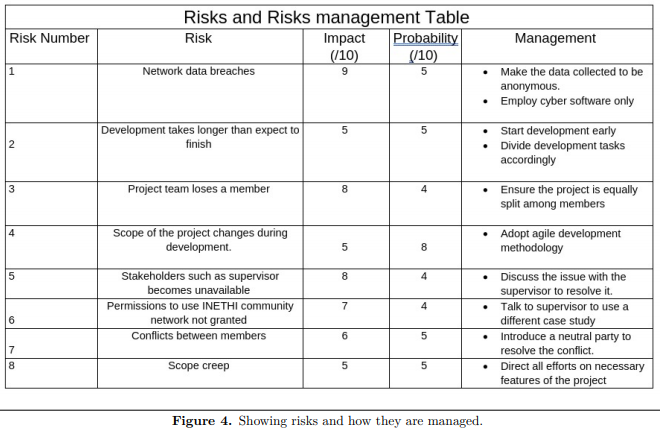 Risks and Risks management Table
Risk Number Risk Impact (/10) Probability (/10) Management
1 Network data breaches 9 5
• Make the data collected to be
anonymous.
• Employ cyber software only
2 Development takes longer than expect to
finish 5 5
• Start development early
• Divide development tasks
accordingly
3 Project team loses a member 8 4
• Ensure the project is equally
split among members
4 Scope of the project changes during
development. 5 8
• Adopt agile development
methodology
5 Stakeholders such as supervisor
becomes unavailable 8 4
• Discuss the issue with the
supervisor to resolve it.
6 Permissions to use INETHI community
network not granted 7 4
• Talk to supervisor to use a
different case study
7 Conflicts between members 6 5
• Introduce a neutral party to
resolve the conflict.
8 Scope creep 5 5
• Direct all efforts on necessary
features of the project
Figure 4. Showing risks and how they are managed.